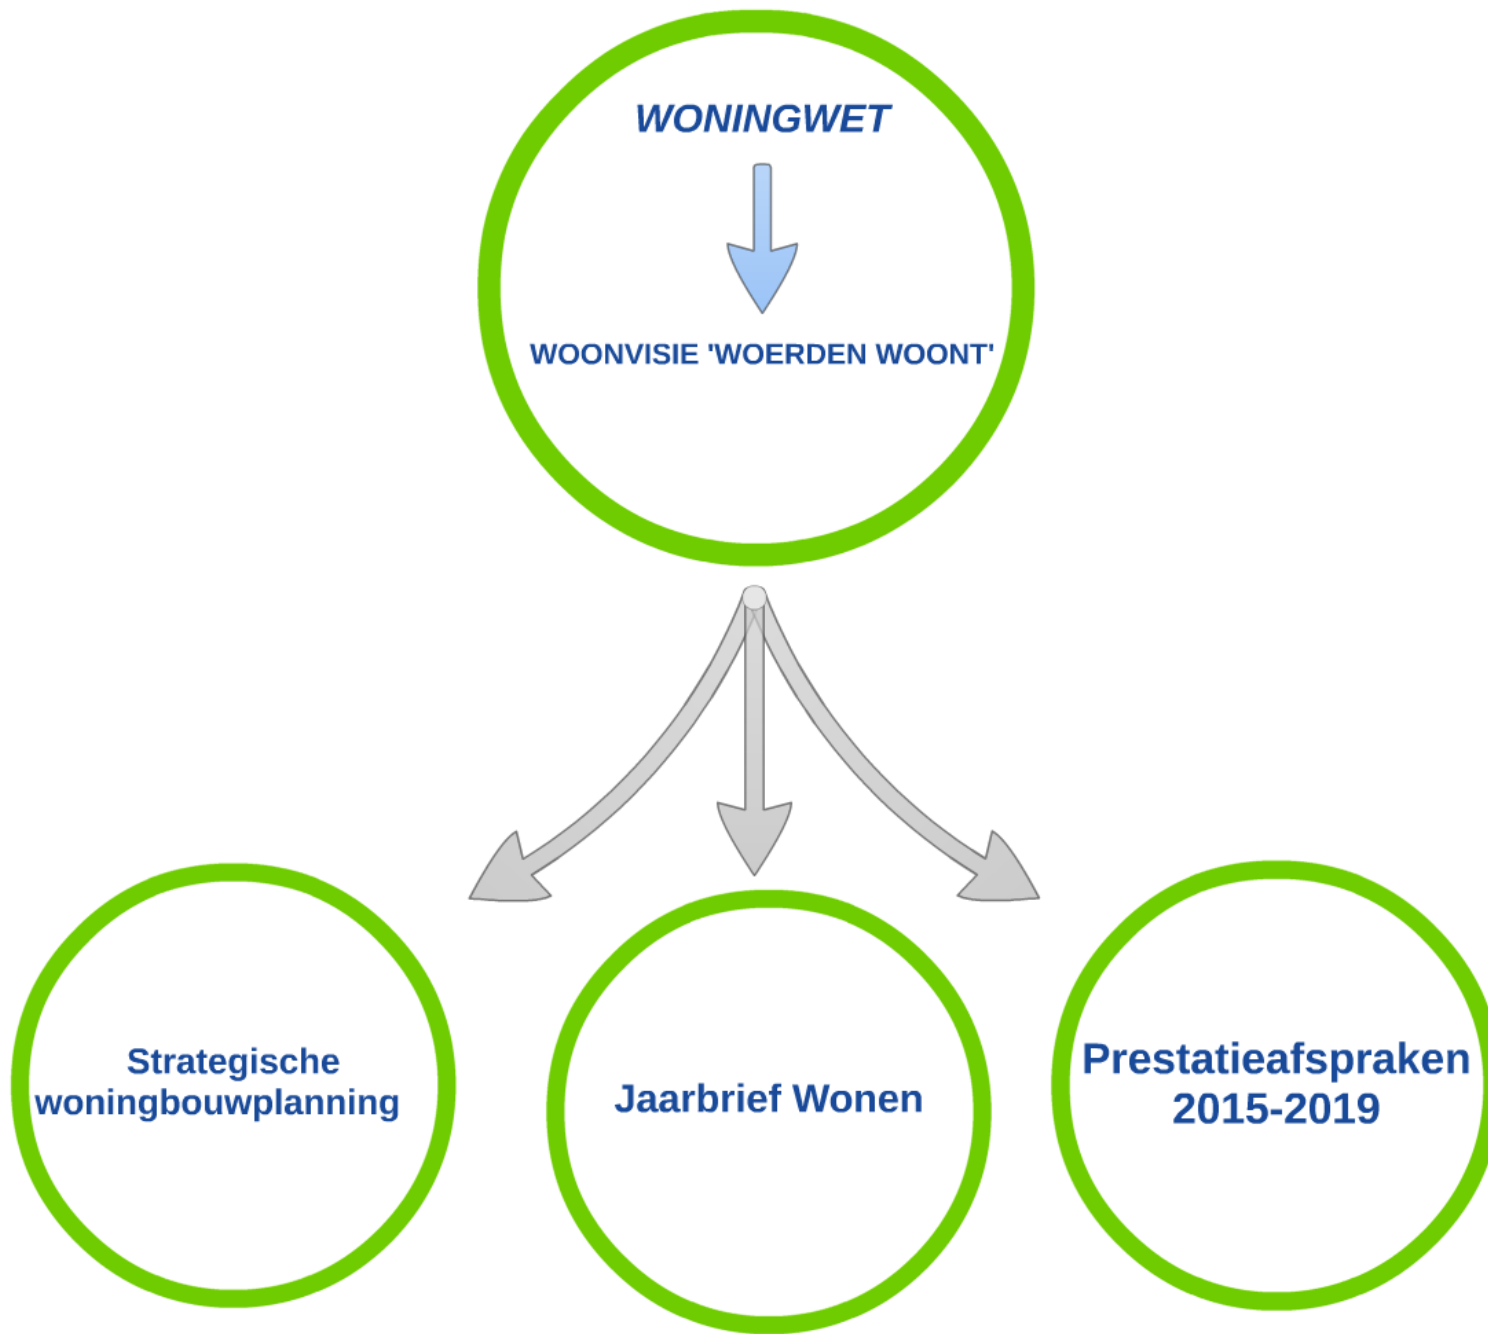 WONINGWET
WOONVISIE 'WOERDEN WOONT'
Strategische
woningbouwplanning
Jaarbrief Wonen
Prestatieafspraken
2015-2019